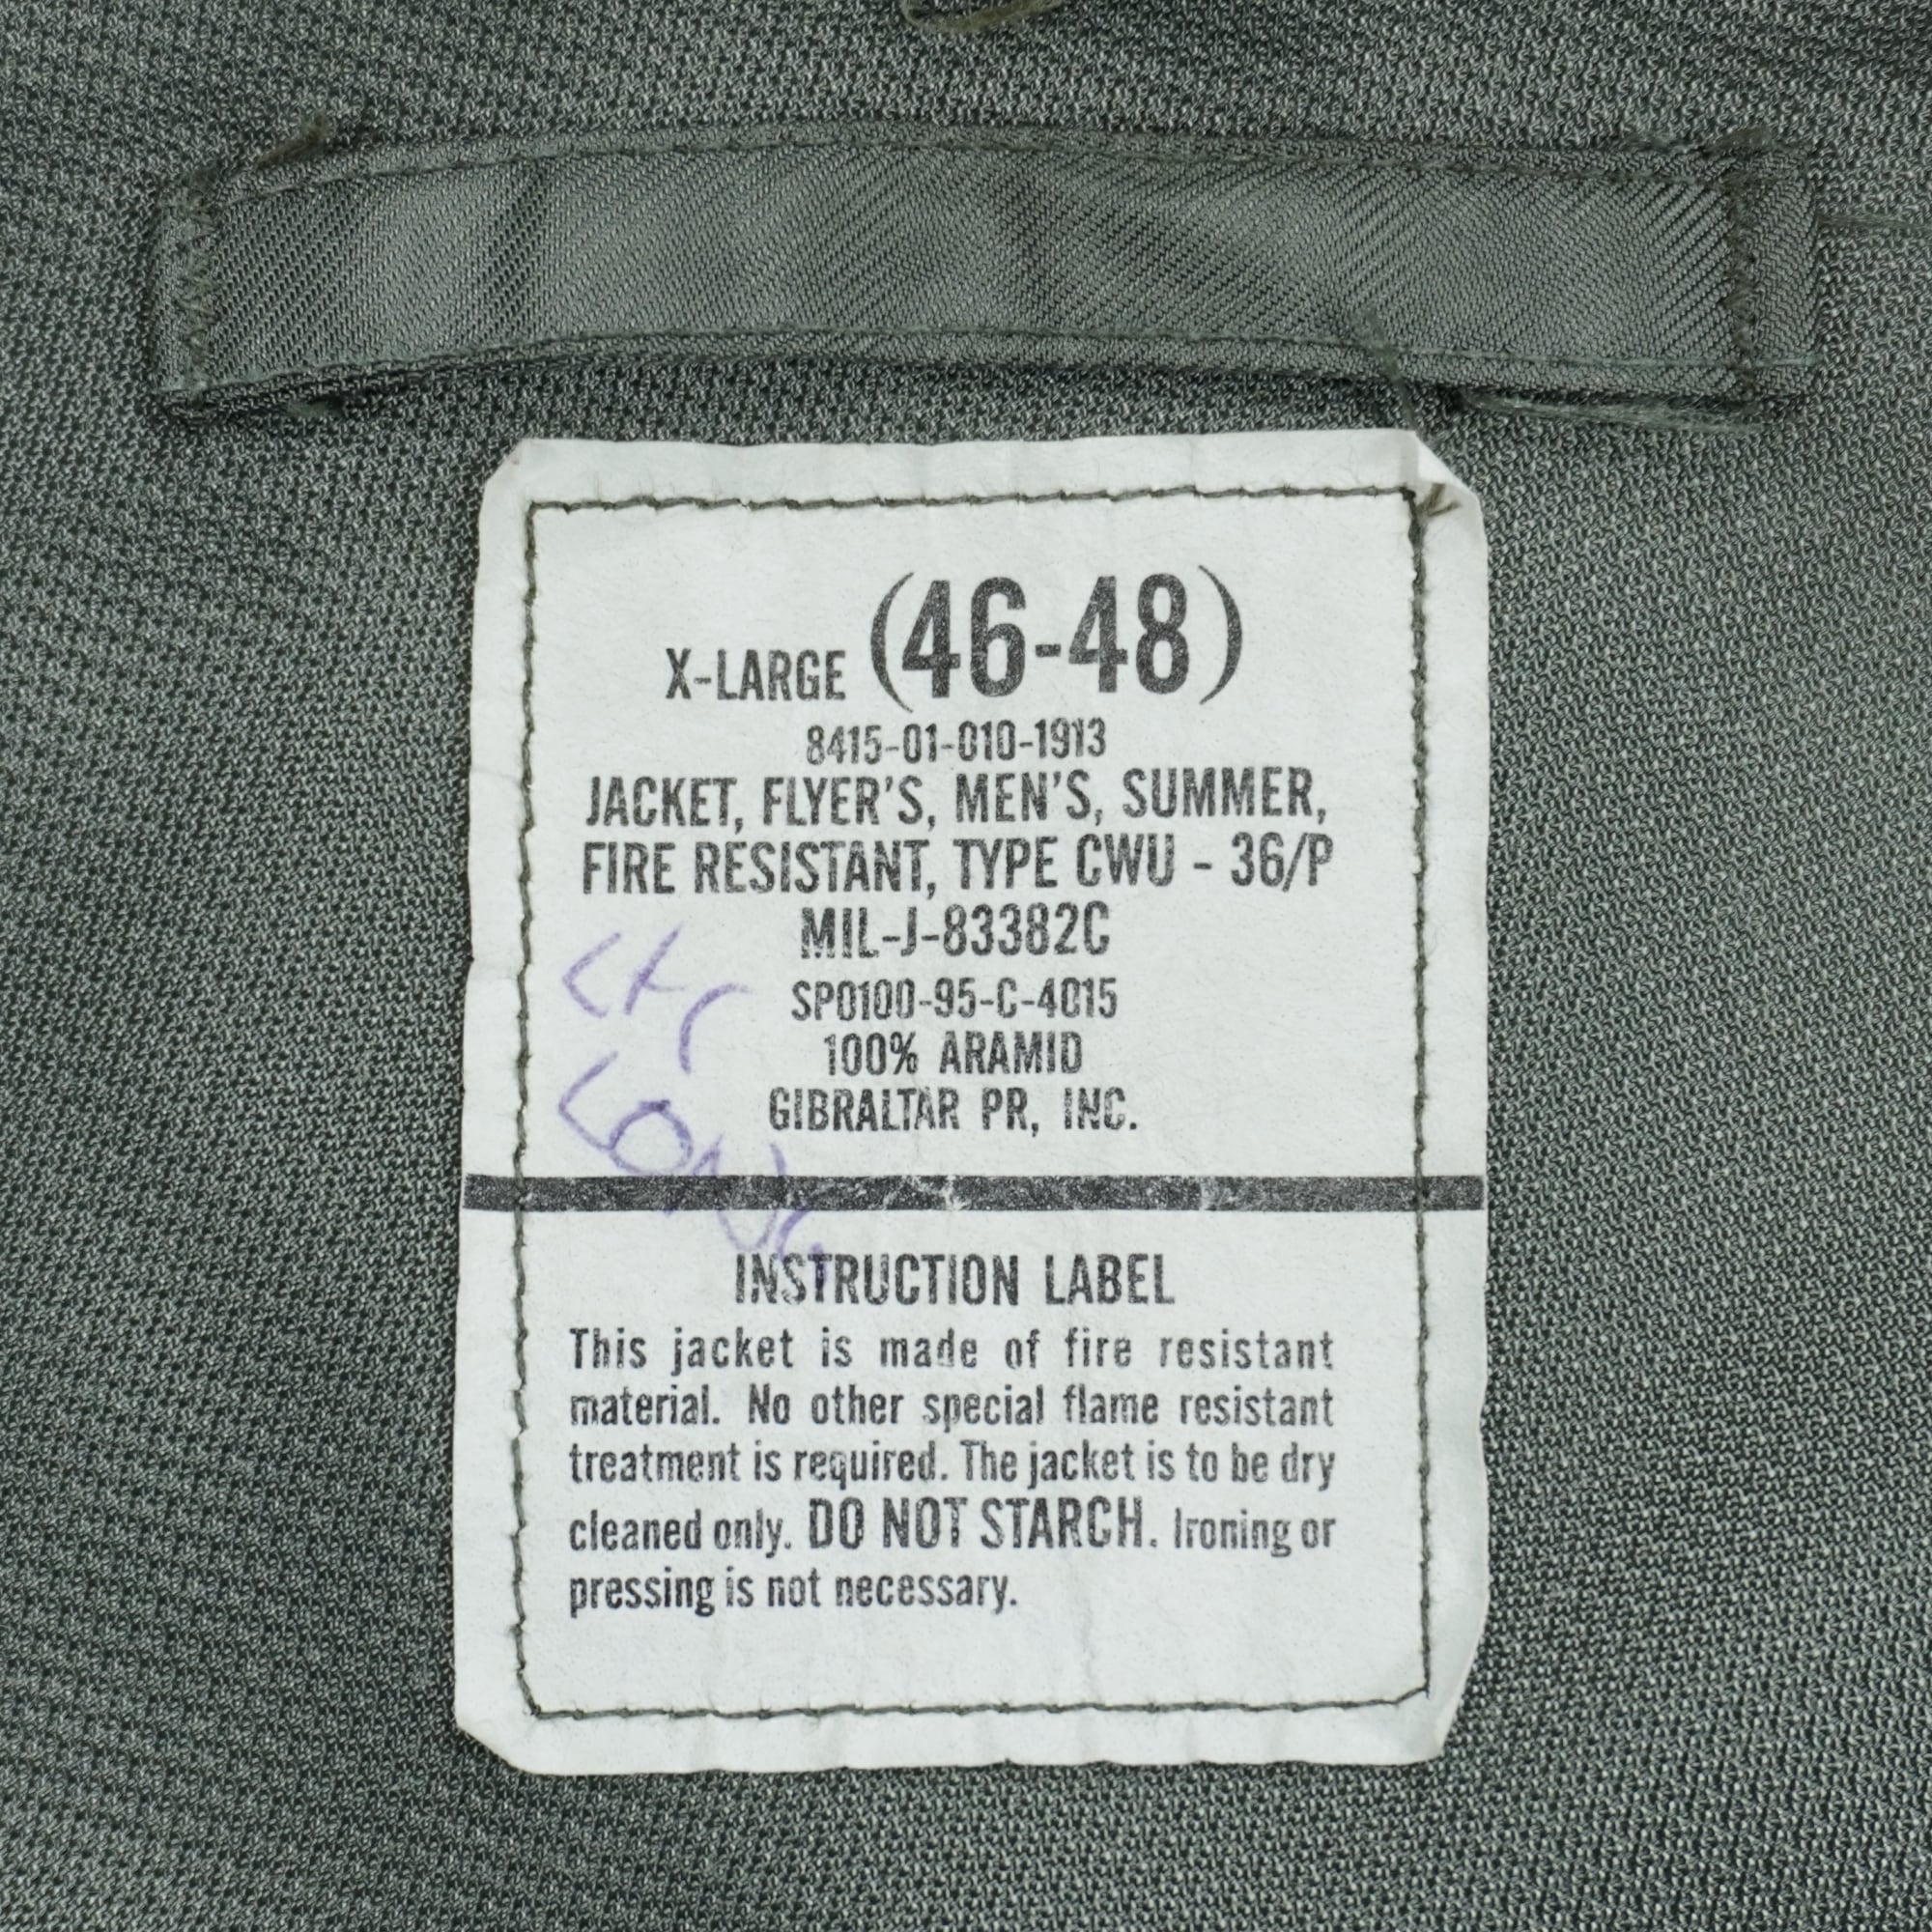 X-LARGE (46-48)
8415-01-010-1913
JACKET, FLYER'S, MEN'S, SUMMER,
FIRE RESISTANT, TYPE CWU - 36/P
MIL-J-83382C
SP0100-95-C-4015
100% ARAMID
GIBRALTAR PR, INC.
LONG
INSTRUCTION LABEL
This jacket is made of fire resistant
material. No other special flame resistant
treatment is required. The jacket is to be dry
cleaned only. DO NOT STARCH. Ironing or
pressing is not necessary.